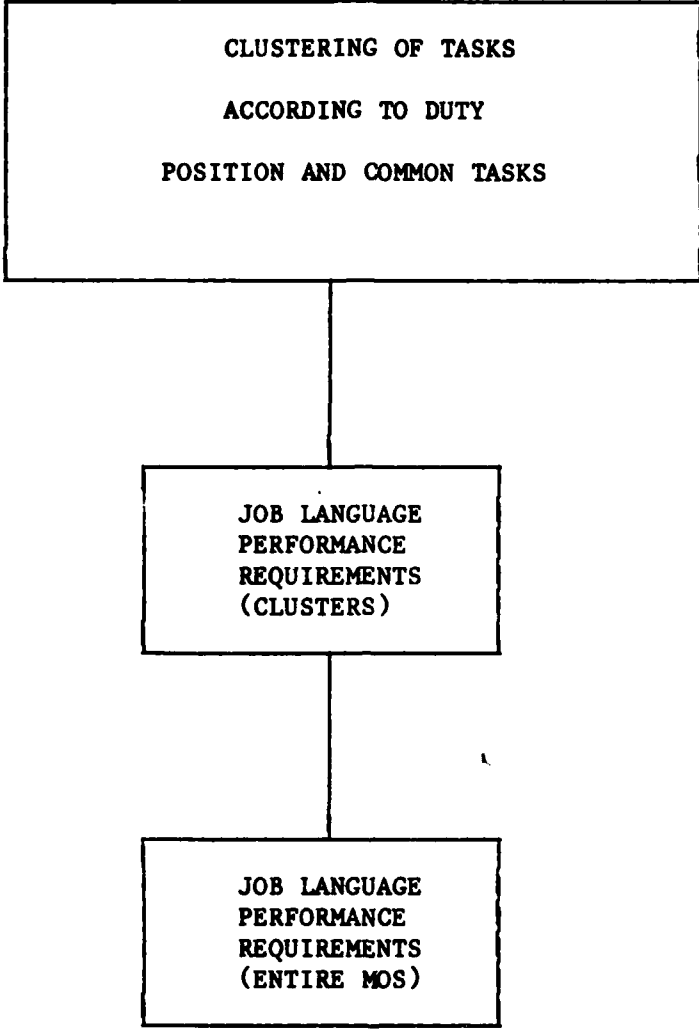 CLUSTERING OF TASKS
ACCORDING TO DUTY
POSITION AND COMMON TASKS
JOB LANGUAGE
PERFORMANCE
REQUIREMENTS
(CLUSTERS)
JOB LANGUAGE
PERFORMANCE
REQUIREMENTS
(ENTIRE MOS)